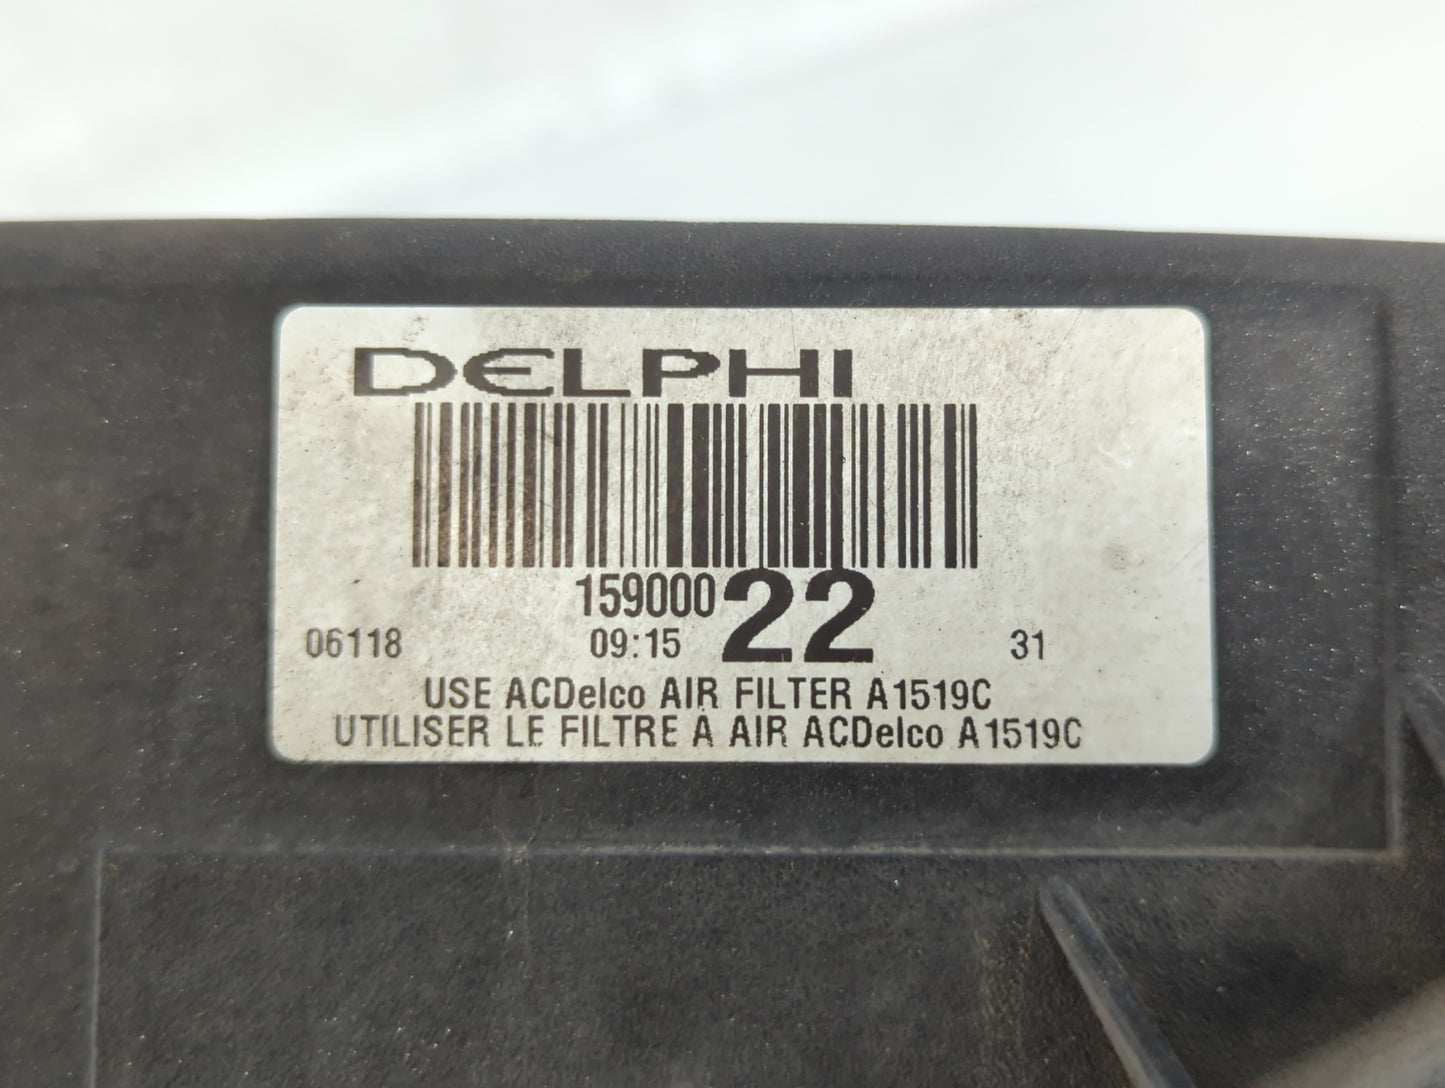 DELPHI
15900022
06118 09:15 31
USE ACDelco AIR FILTER A1519C
UTILISER LE FILTRE À AIR ACDelco A1519C